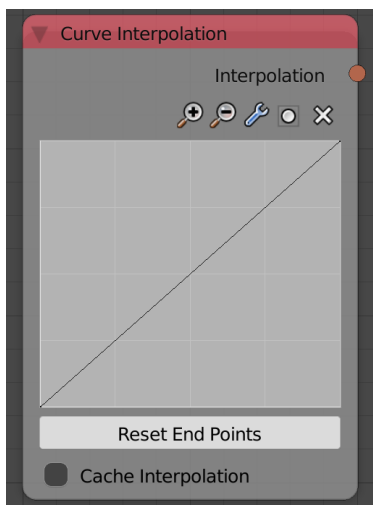 Curve Interpolation
Interpolation
Reset End Points
Cache Interpolation